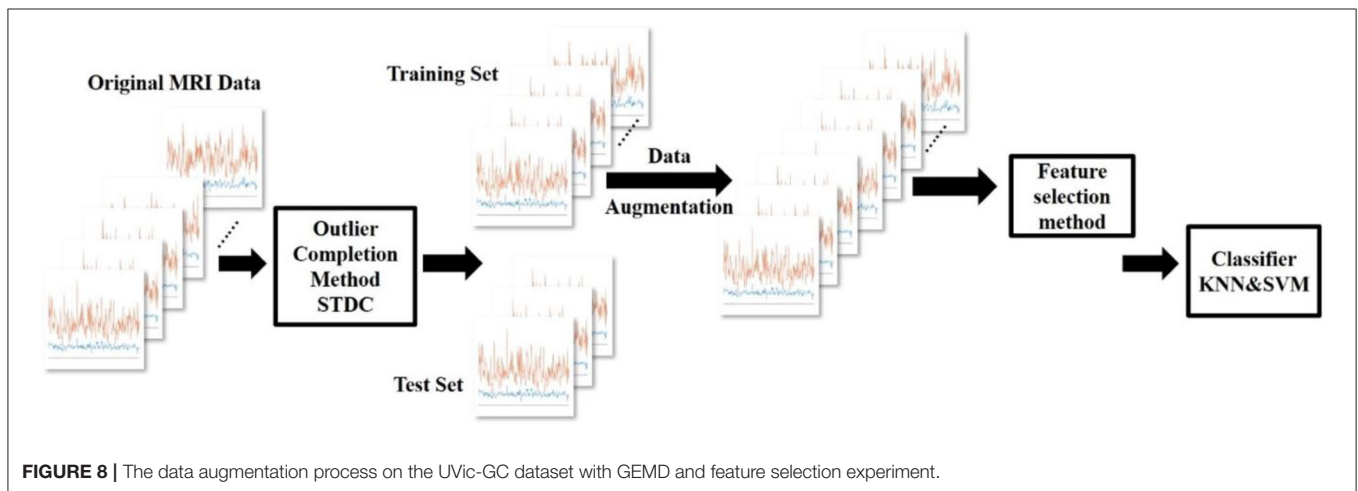 Original MRI Data
Outlier
Completion
Method
STDC
Training Set
Test Set
Data
Augmentation
Feature
selection
method
Classifier
KNN&SVM
FIGURE 8 | The data augmentation process on the UVic-GC dataset with GEMD and feature selection experiment.